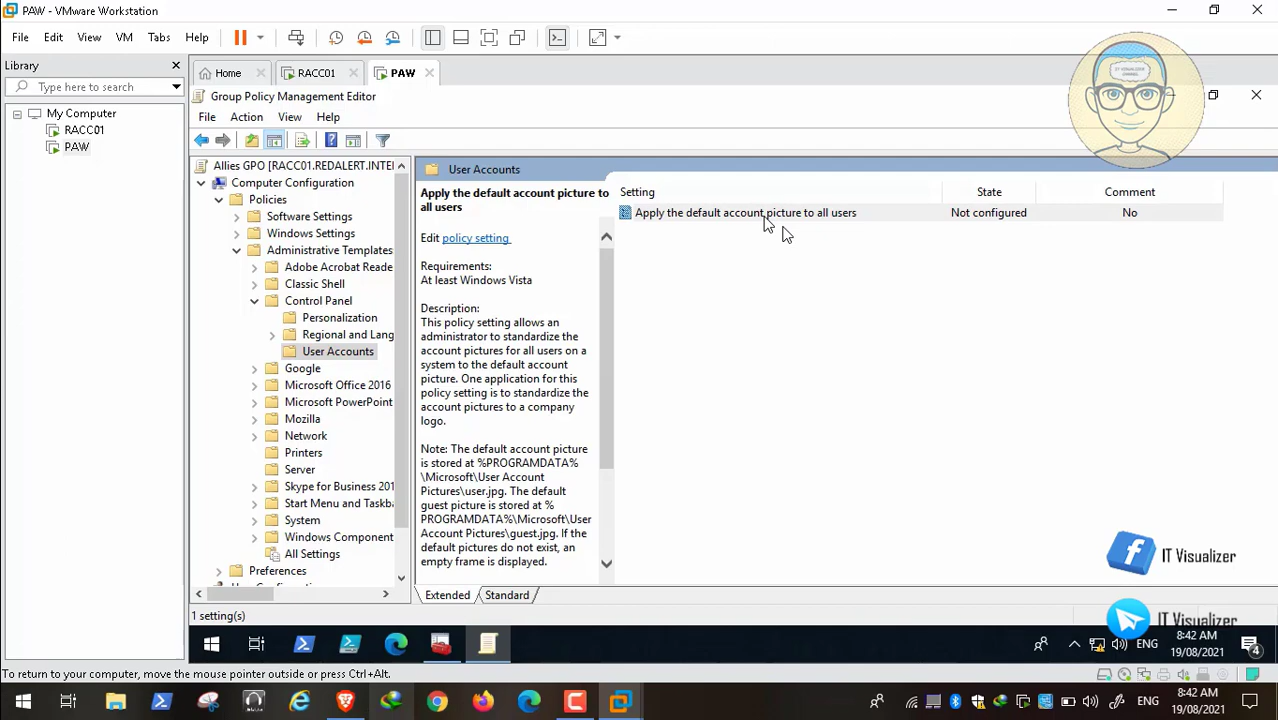 PAW - VMware Workstation
File Edit View VM Tabs Help
Library
Type here to search
My Computer
RACC01
PAW
Home RACC01 PAW
IT VISUALIZER
CHANNEL
Group Policy Management Editor
File Action View Help
Allies GPO [RACC01.REDALERT.INTEI
Computer Configuration
Policies
Software Settings
Windows Settings
Administrative Templates
Adobe Acrobat Reade
Classic Shell
Control Panel
Personalization
Regional and Lang
User Accounts
Google
Microsoft Office 2016
Microsoft PowerPoint
Mozilla
Network
Printers
Server
Skype for Business 201
Start Menu and Taskba
System
Windows Component
All Settings
Preferences
User Accounts
Apply the default account picture to
all users
Edit policy setting
Requirements:
At least Windows Vista
Description:
This policy setting allows an
administrator to standardize the
account pictures for all users on a
system to the default account
picture. One application for this
policy setting is to standardize the
account pictures to a company
logo.
Note: The default account picture
is stored at %PROGRAMDATA%
\Microsoft\User Account
Pictures\user.jpg. The default
guest picture is stored at %
PROGRAMDATA%\Microsoft\User
Account Pictures\guest.jpg. If the
default pictures do not exist, an
empty frame is displayed.
Setting State Comment
Apply the default account picture to all users Not configured No
Extended Standard
1 setting(s)
IT Visualizer
IT Visualizer
ENG
8:42 AM
19/08/2021
4
To return to your computer, move the mouse pointer outside or press Ctrl+Alt.
ENG
8:42 AM
19/08/2021